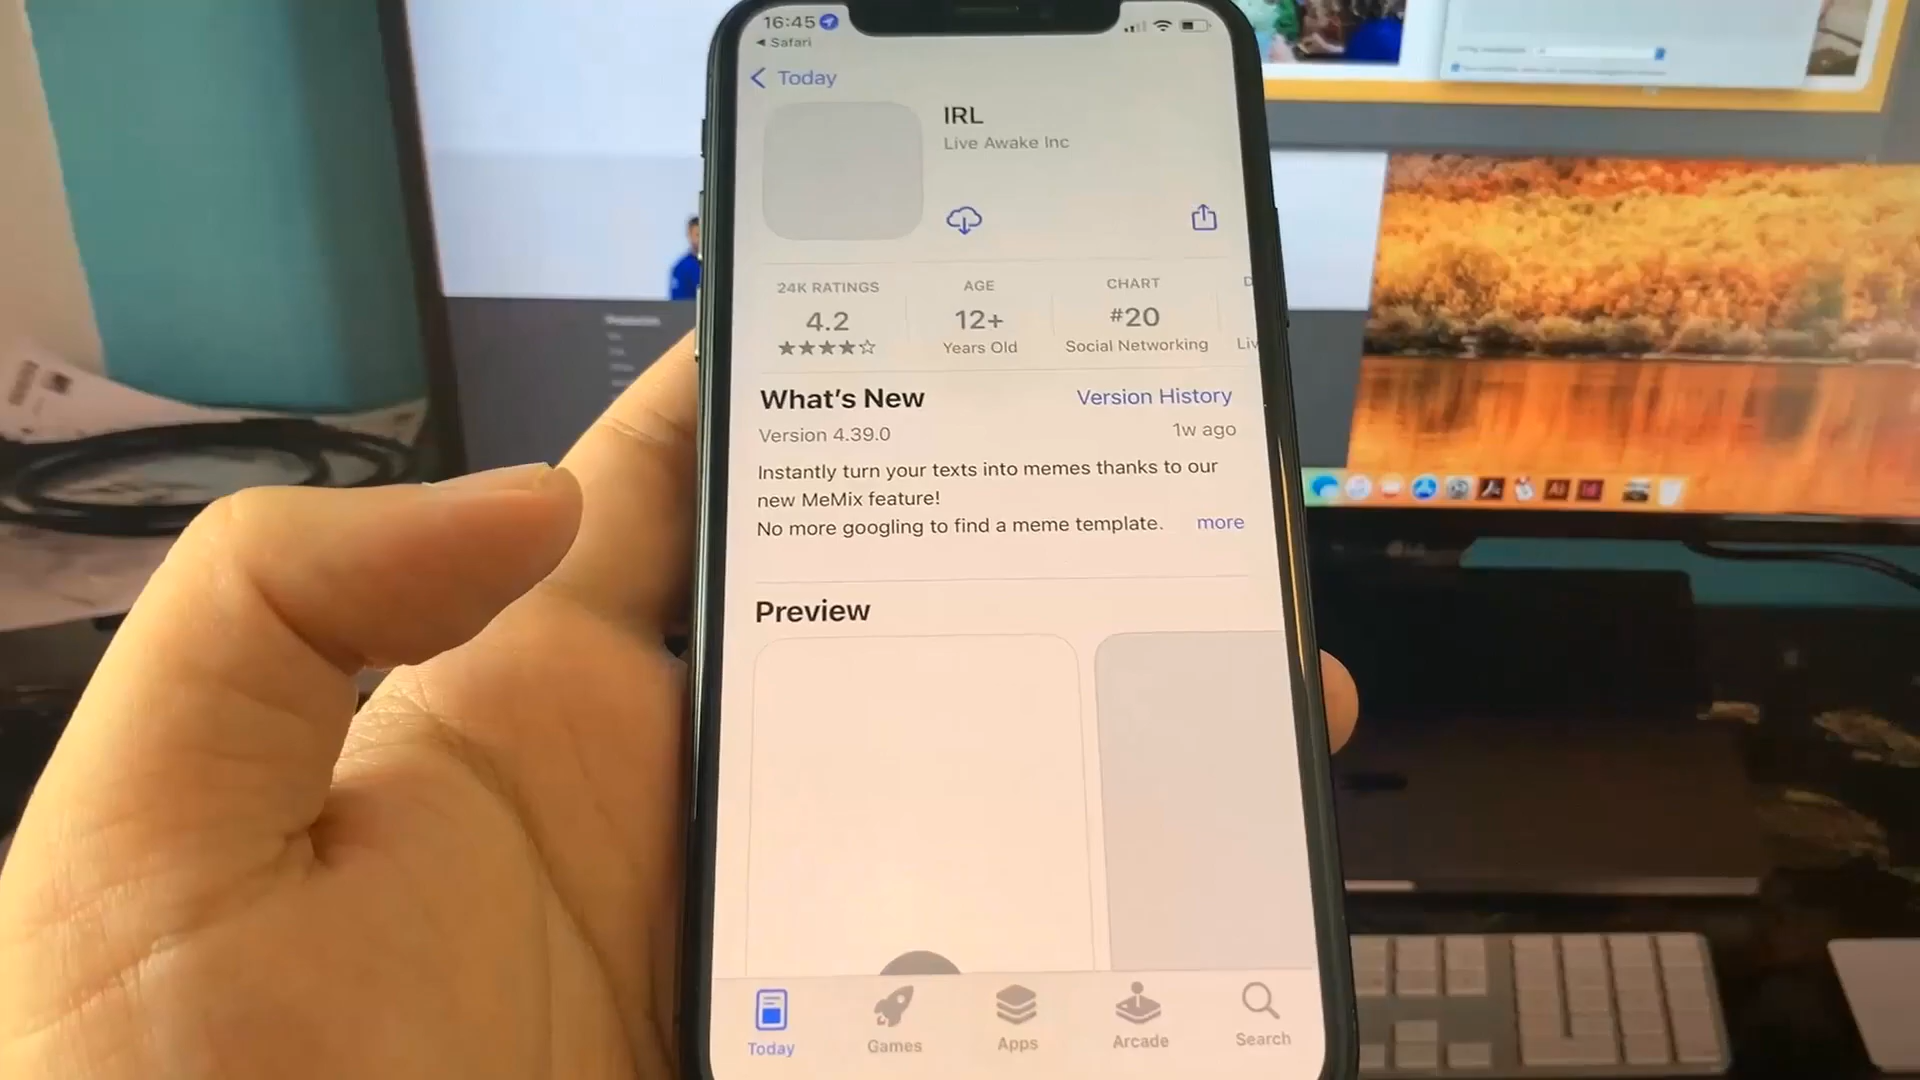 16:45
Safari
Today
IRL
Live Awake Inc
24K RATINGS
AGE
CHART
D
4.2
12+
#20
Years Old
Social Networking
Liv
What's New
Version History
Version 4.39.0
1w ago
Instantly turn your texts into memes thanks to our
new MeMix feature!
No more googling to find a meme template. more
Preview
Today
Games
Apps
Arcade
Search
LG